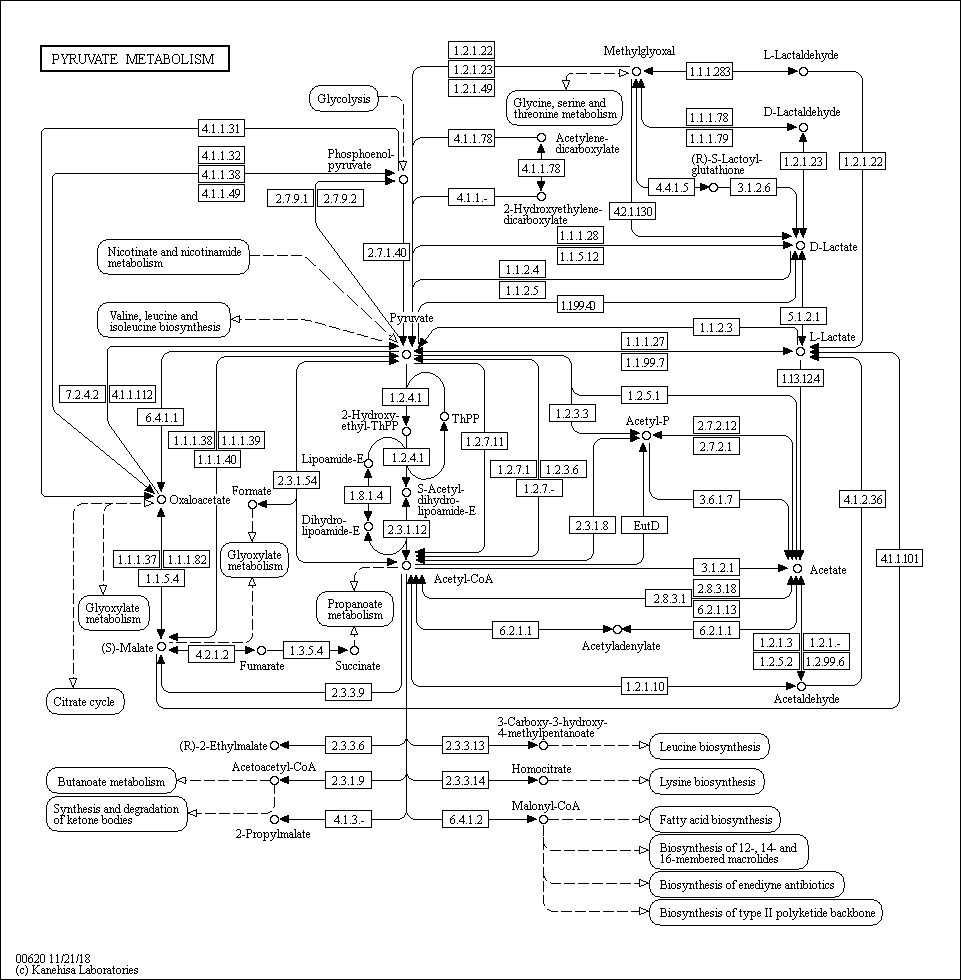 PYRUVATE METABOLISM
1.2.1.22
1.2.1.23
1.2.1.49
Methylglyoxal
1.1.1.283
L-Lactaldehyde
Glycolysis
Glycine, serine and
threonine metabolism
4.1.1.31
4.1.1.32
4.1.1.38
4.1.1.49
Phosphoenol-
pyruvate
2.7.9.1
2.7.9.2
4.1.1.78
Acetylene-
dicarboxylate
4.1.1.78
4.1.1.-
2-Hydroxyethylene-
dicarboxylate
1.1.1.78
1.1.1.79
D-Lactaldehyde
(R)-S-Lactoyl-
glutathione
4.4.1.5
3.1.2.6
1.2.1.23
1.2.1.22
4.2.1.130
Nicotinate and nicotinamide
metabolism
2.7.1.40
1.1.1.28
1.1.5.12
D-Lactate
1.1.2.4
1.1.2.5
1.1.99.40
Valine, leucine and
isoleucine biosynthesis
Pyruvate
5.1.2.1
1.1.2.3
L-Lactate
1.1.1.27
1.1.99.7
1.13.12.4
7.2.4.2
4.1.1.112
6.4.1.1
1.2.4.1
ThPP
2-Hydroxy-
ethyl-ThPP
1.2.5.1
1.2.3.3
Acetyl-P
2.7.2.12
2.7.2.1
1.1.1.38
1.1.1.39
1.1.1.40
1.2.7.11
Lipoamide-E
1.2.4.1
1.2.7.1
1.2.3.6
1.2.7.-
2.3.1.54
Formate
1.8.1.4
S-Acetyl-
dihydro-
lipoamide-E
3.6.1.7
4.1.2.36
Oxaloacetate
Dihydro-
lipoamide-E
2.3.1.12
2.3.1.8
EutD
1.1.1.37
1.1.1.82
1.1.5.4
Glyoxylate
metabolism
4.1.1.101
Acetyl-CoA
3.1.2.1
Acetate
2.8.3.18
2.8.3.1
6.2.1.13
Glyoxylate
metabolism
Propanoate
metabolism
6.2.1.1
6.2.1.1
Acetyladenylate
(S)-Malate
4.2.1.2
Fumarate
1.3.5.4
Succinate
1.2.1.3
1.2.1.-
1.2.5.2
1.2.99.6
Citrate cycle
2.3.3.9
1.2.1.10
Acetaldehyde
(R)-2-Ethylmalate
2.3.3.6
2.3.3.13
3-Carboxy-3-hydroxy-
4-methylpentanoate
Leucine biosynthesis
Butanoate metabolism
Acetoacetyl-CoA
2.3.1.9
2.3.3.14
Homocitrate
Lysine biosynthesis
Synthesis and degradation
of ketone bodies
2-Propylmalate
4.1.3.-
6.4.1.2
Malonyl-CoA
Fatty acid biosynthesis
Biosynthesis of 12-, 14- and
16-membered macrolides
Biosynthesis of enediyne antibiotics
Biosynthesis of type II polyketide backbone
00620 11/21/18
(c) Kanehisa Laboratories